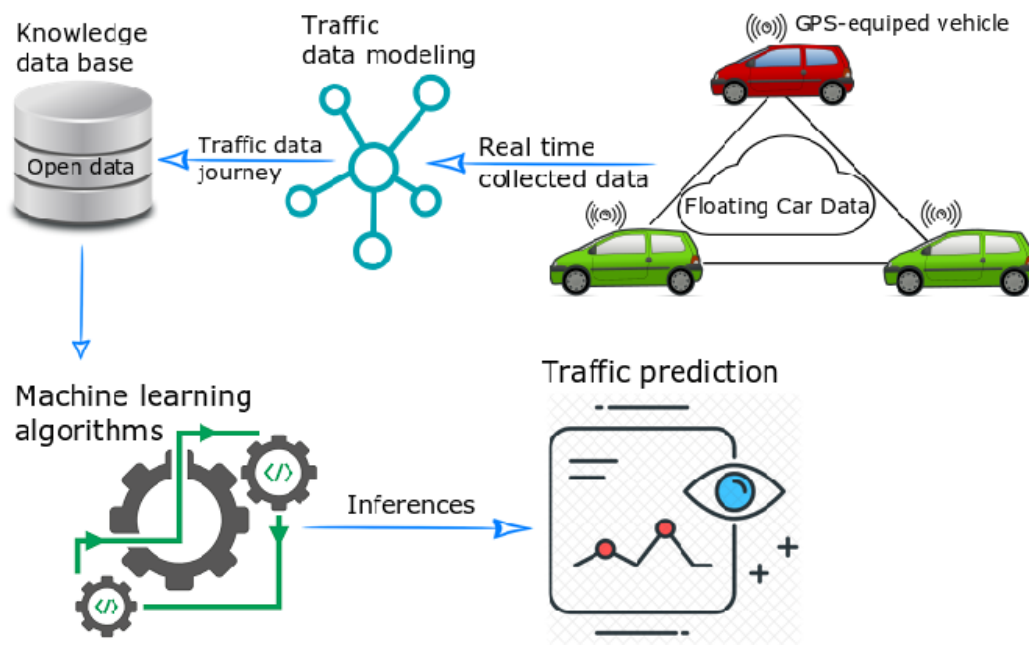 Knowledge
data base
Open data
Traffic
data modeling
Traffic data
journey
Real time
collected data
GPS-equiped vehicle
Floating Car Data
Machine learning
algorithms
</>
</>
Inferences
Traffic prediction